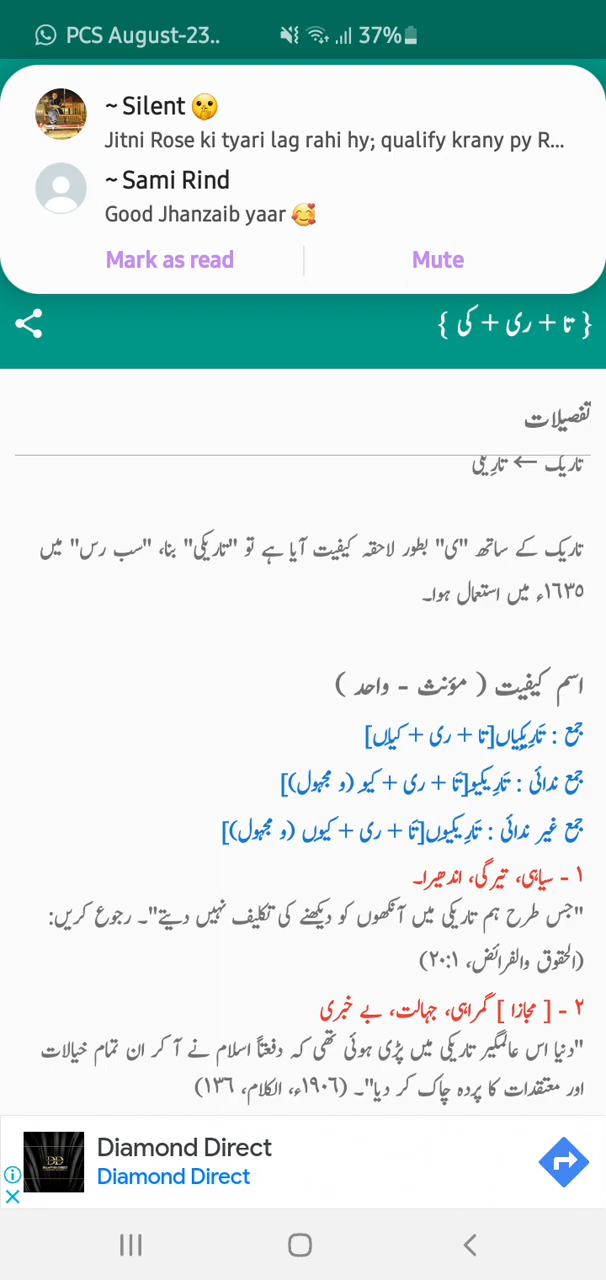 PCS August-23.. 37%
~ Silent 🤫
Jitni Rose ki tyari lag rahi hy; qualify krany py R...
~ Sami Rind
Good Jhanzaib yaar 🥰
Mark as read Mute
{ تا + ری + کی }
تفصیلات
تاریک ← تارِیکی
تاریک کے ساتھ "ی" بطور لاحقہ کیفیت آیا ہے تو "تاریکی" بنا، "سب رس" میں
١٦٣٥ء میں استعمال ہوا۔
اسم کیفیت ( مؤنث - واحد )
جمع : تارِیکِیاں[تا + ری + کیاں]
جمع ندائی : تارِیکیو[تا + ری + کیو (و مجہول)]
جمع غیر ندائی : تارِیکیوں[تا + ری + کیوں (و مجہول)]
١ - سیاہی، تیرگی، اندھیرا۔
"جس طرح ہم تاریکی میں آنکھوں کو دیکھنے کی تکلیف نہیں دیتے"۔ رجوع کریں:
(الحقوق والفرائض، ٢٠:١)
٢ - [ مجازا ] گمراہی، جہالت، بے خبری
"دنیا اس عالمگیر تاریکی میں پڑی ہوئی تھی کہ دفعتاً اسلام نے آ کر ان تمام خیالات
اور معتقدات کا پردہ چاک کر دیا"۔ (١٩٠٦ء، الکلام، ١٣٦)
Diamond Direct
Diamond Direct